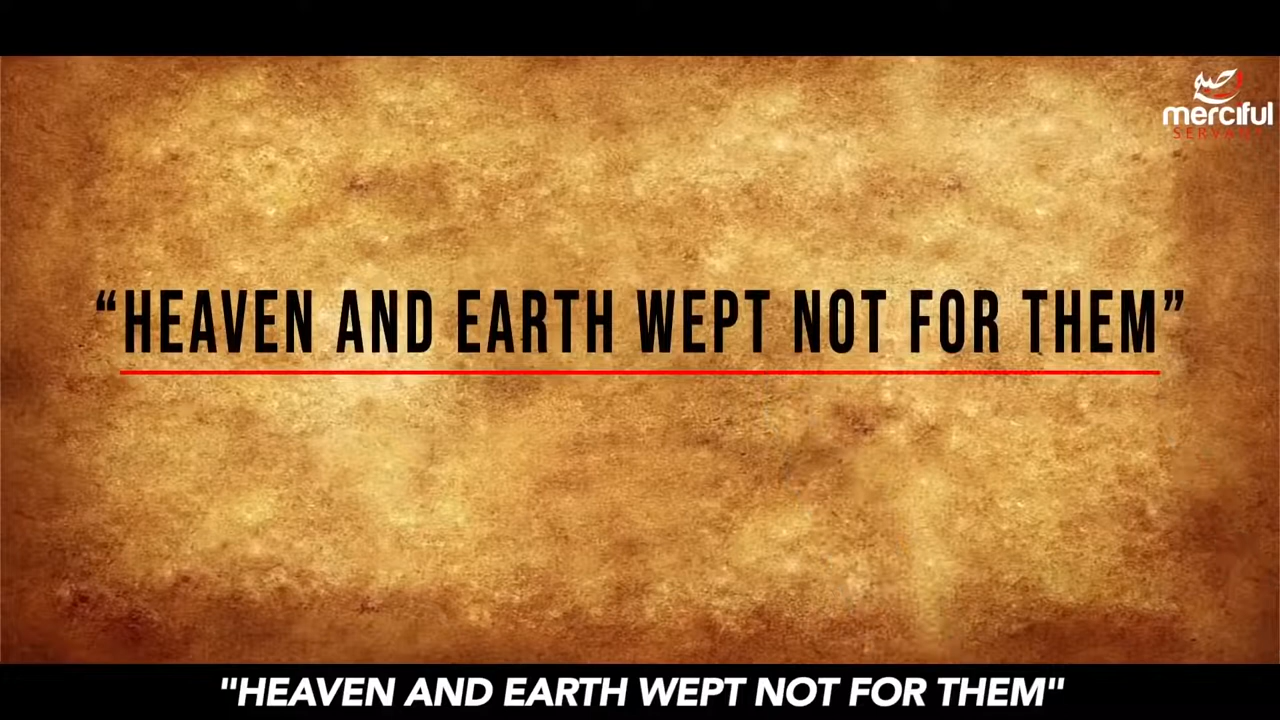 merciful
SERVANT
“HEAVEN AND EARTH WEPT NOT FOR THEM”
"HEAVEN AND EARTH WEPT NOT FOR THEM"